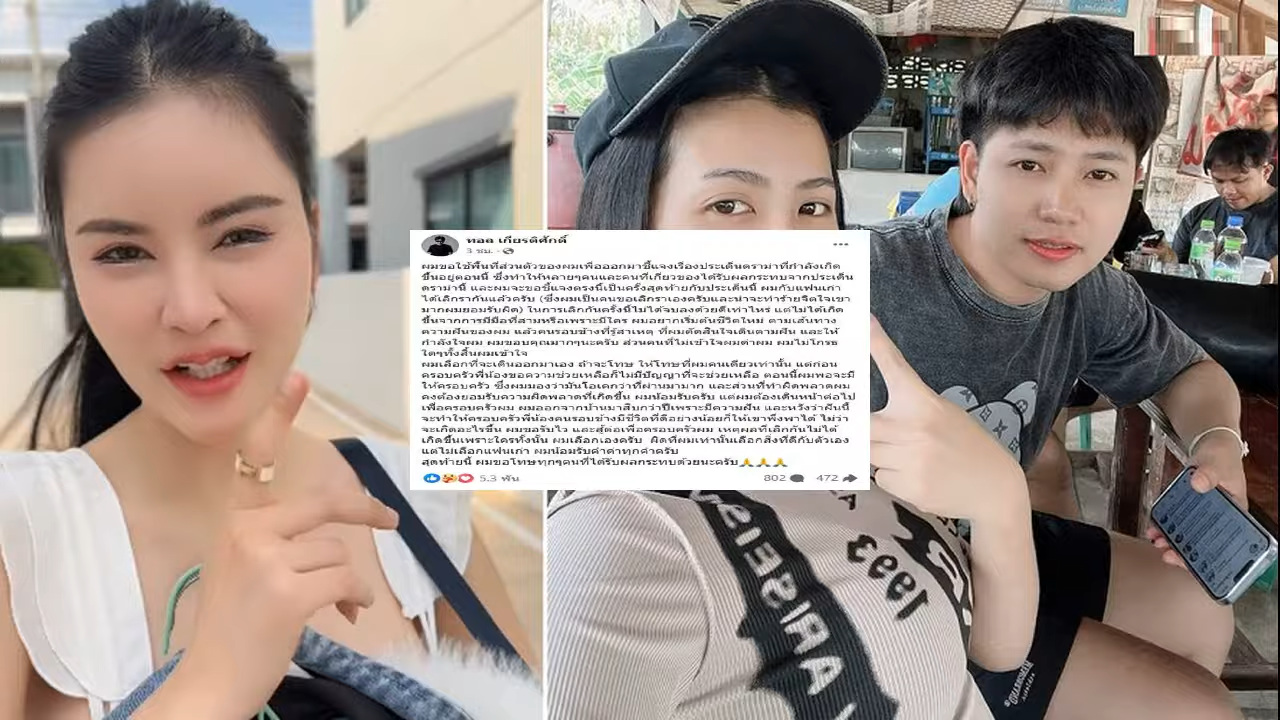 ทอด เกียรติศักดิ์
3 ชม.
ผมขอใช้พื้นที่ส่วนตัวของผมเพื่อออกมาชี้แจงเรื่องประเด็นดราม่าที่กำลังเกิด
ขึ้นอยู่ตอนนี้ ซึ่งทำให้หลายๆคนและคนที่เกี่ยวของได้รับผลกระทบจากประเด็น
ดราม่านี้ และผมจะขอชี้แจงตรงนี้เป็นครั้งสุดท้ายกับประเด็นนี้ ผมกับแฟนเก่า
ได้เลิกรากันแล้วครับ (ซึ่งผมเป็นคนขอเลิกราเองครับและน่าจะทำร้ายจิตใจเขา
มากผมยอมรับผิด) ในการเลิกกันครั้งนี้ไม่ได้จบลงด้วยดีเท่าไหร่ แต่ไม่ได้เกิด
ขึ้นจากการมีมือที่สามหรือเพราะมีใคร ผมอยากเริ่มต้นชีวิตใหม่ ตามเส้นทาง
ความฝันของผม แล้วคนรอบข้างที่รู้สาเหตุ ที่ผมตัดสินใจเดินตามฝัน และให้
กำลังใจผม ผมขอบคุณมากๆนะครับ ส่วนคนที่ไม่เข้าใจผมด่าผม ผมไม่โกรธ
ใดๆทั้งสิ้นผมเข้าใจ
ผมเลือกที่จะเดินออกมาเอง ถ้าจะโทษ ให้โทษที่ผมคนเดียวเท่านั้น แต่ก่อน
ครอบครัวพี่น้องขอความช่วยเหลือก็ไม่มีปัญญาที่จะช่วยเหลือ ตอนนี้ผมพอจะมี
ให้ครอบครัว ซึ่งผมมองว่ามันโอเคกว่าที่ผ่านมามาก และส่วนที่ทำผิดพลาดผม
คงต้องยอมรับความผิดพลาดที่เกิดขึ้น ผมน้อมรับครับ แต่ผมต้องเดินหน้าต่อไป
เพื่อครอบครัวผม ผมออกจากบ้านมาสิบกว่าปีเพราะมีความฝัน และหวังว่าฝันนี้
จะทำให้ครอบครัวพี่น้องคนรอบข้างมีชีวิตที่ดีอย่างน้อยก็ให้เขาพึ่งพาได้ ไม่ว่า
จะเกิดอะไรขึ้น ผมขอรับไว้ และสู้ต่อเพื่อครอบครัวผม เหตุผลที่เลิกกันไม่ได้
เกิดขึ้นเพราะใครทั้งนั้น ผมเลือกเองครับ ผิดที่ผมเท่านั้นเลือกสิ่งที่ดีกับตัวเอง
แต่ไม่เลือกแฟนเก่า ผมน้อมรับคำด่าทุกคำครับ
สุดท้ายนี้ ผมขอโทษทุกๆคนที่ได้รับผลกระทบด้วยนะครับ🙏🙏🙏
5.3 พัน
802
472
1993